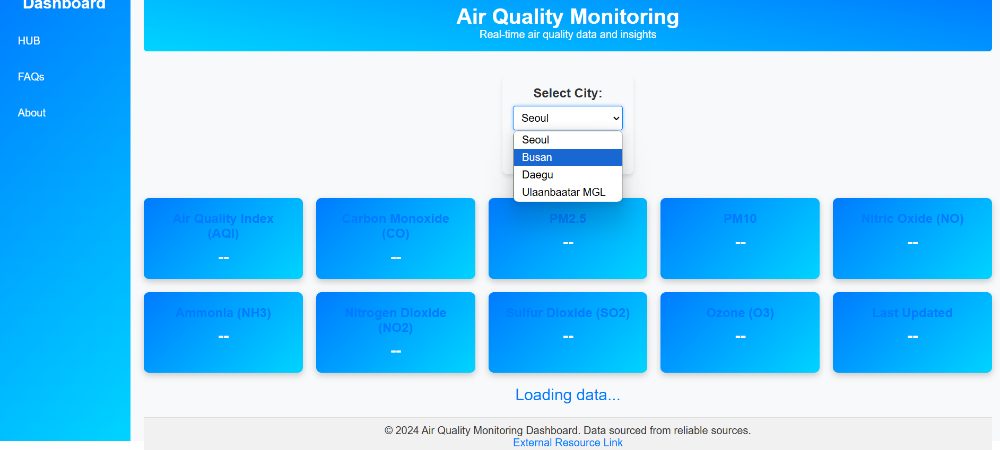 Dashboard
HUB
FAQs
About
Air Quality Monitoring
Real-time air quality data and insights
Select City:
Seoul
Seoul
Busan
Daegu
Ulaanbaatar MGL
Air Quality Index
(AQI)
--
Carbon Monoxide
(CO)
--
PM2.5
--
PM10
--
Nitric Oxide (NO)
--
Ammonia (NH3)
--
Nitrogen Dioxide
(NO2)
--
Sulfur Dioxide (SO2)
--
Ozone (O3)
--
Last Updated
--
Loading data...
© 2024 Air Quality Monitoring Dashboard. Data sourced from reliable sources.
External Resource Link